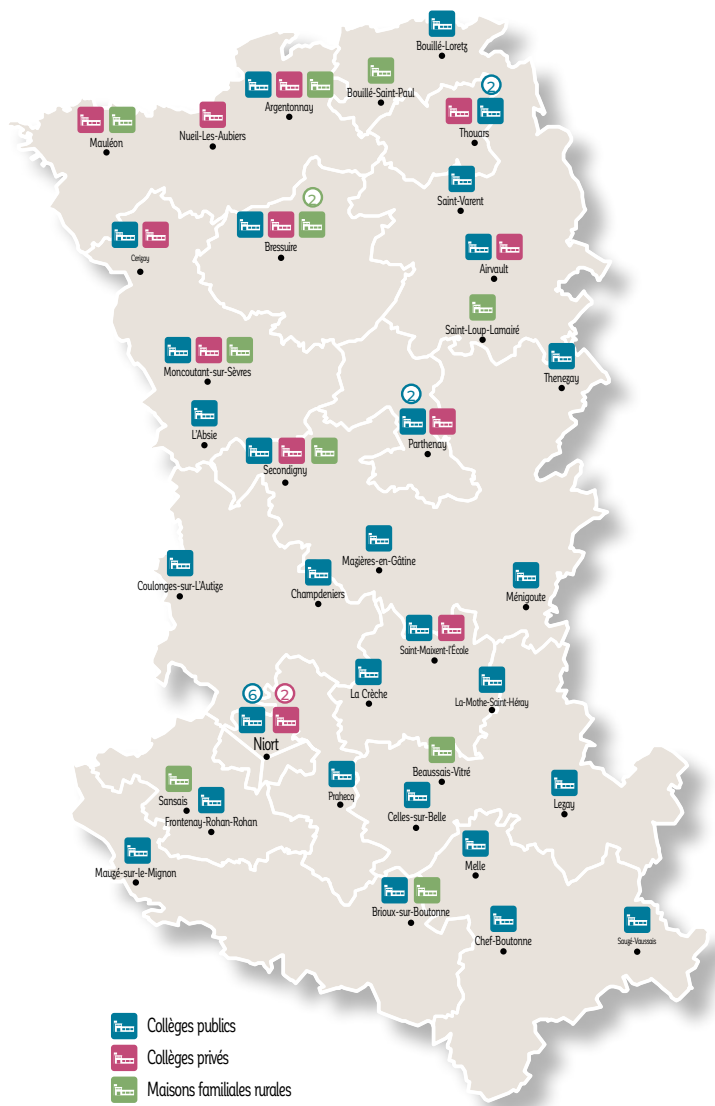 Bouillé-Loretz
Bouillé-Saint-Paul
2
Argentonnay
Thouars
Nueil-Les-Aubiers
Mauléon
Saint-Varent
2
Bressuire
Cerizay
Airvault
Saint-Loup-Lamairé
Moncoutant-sur-Sèvres
Thenezay
2
L'Absie
Parthenay
Secondigny
Mazières-en-Gâtine
Coulonges-sur-L'Autize
Champdeniers
Ménigoute
Saint-Maixent-l'École
La Crèche
La-Mothe-Saint-Héray
6
2
Niort
Beaussais-Vitré
Sansais
Prahecq
Lezay
Frontenay-Rohan-Rohan
Celles-sur-Belle
Melle
Mauzé-sur-le-Mignon
Brioux-sur-Boutonne
Chef-Boutonne
Sauzé-Vaussais
Collèges publics
Collèges privés
Maisons familiales rurales